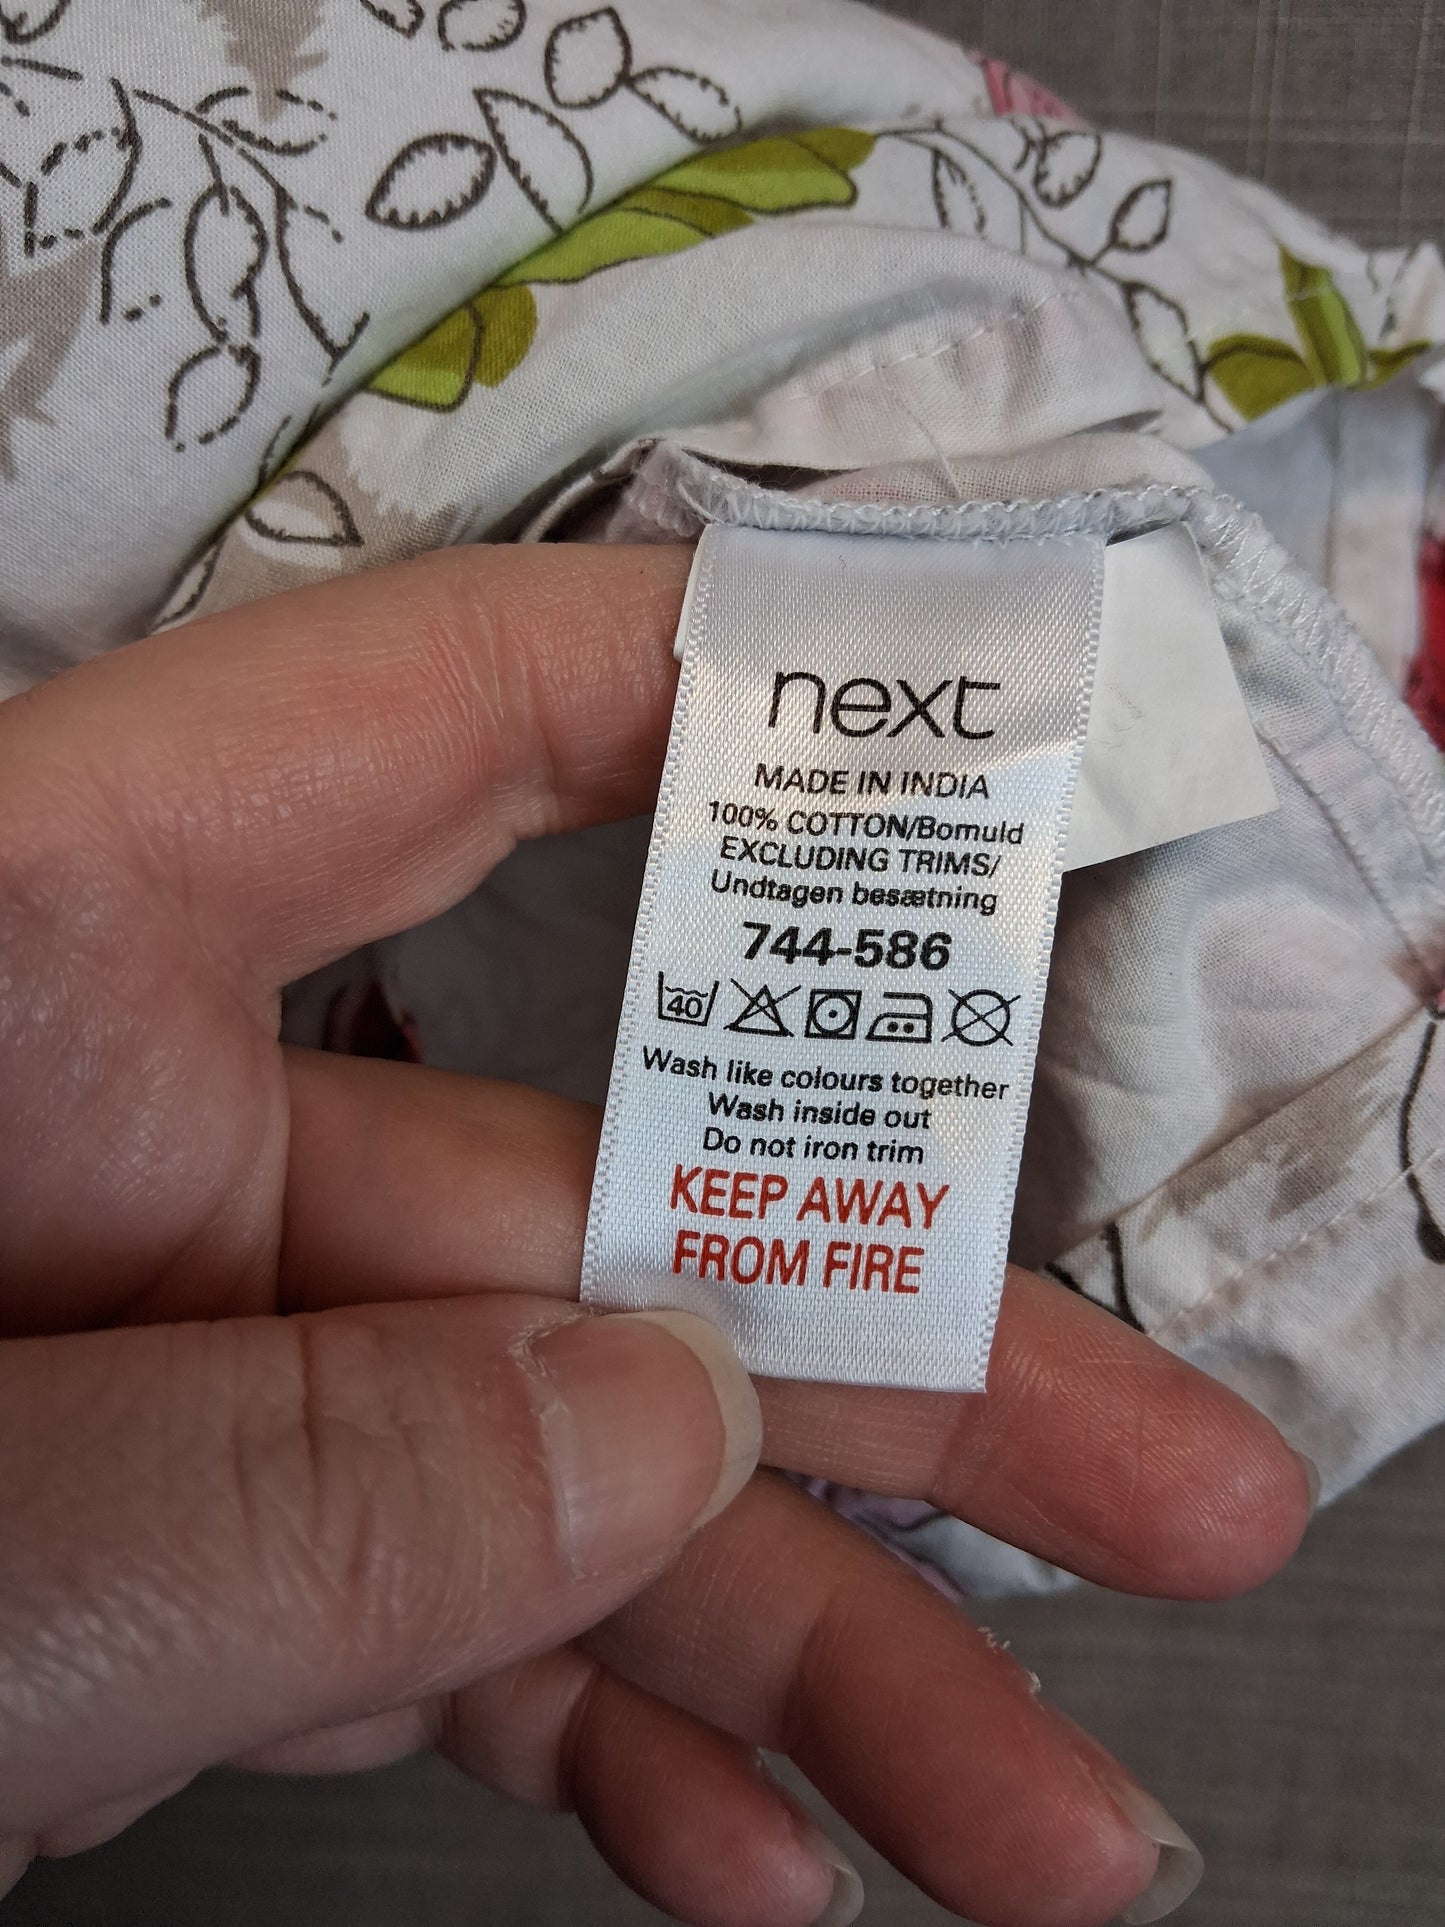 next
MADE IN INDIA
100% COTTON/Bomuld
EXCLUDING TRIMS/
Undtagen besætning
744-586
40
Wash like colours together
Wash inside out
Do not iron trim
KEEP AWAY
FROM FIRE